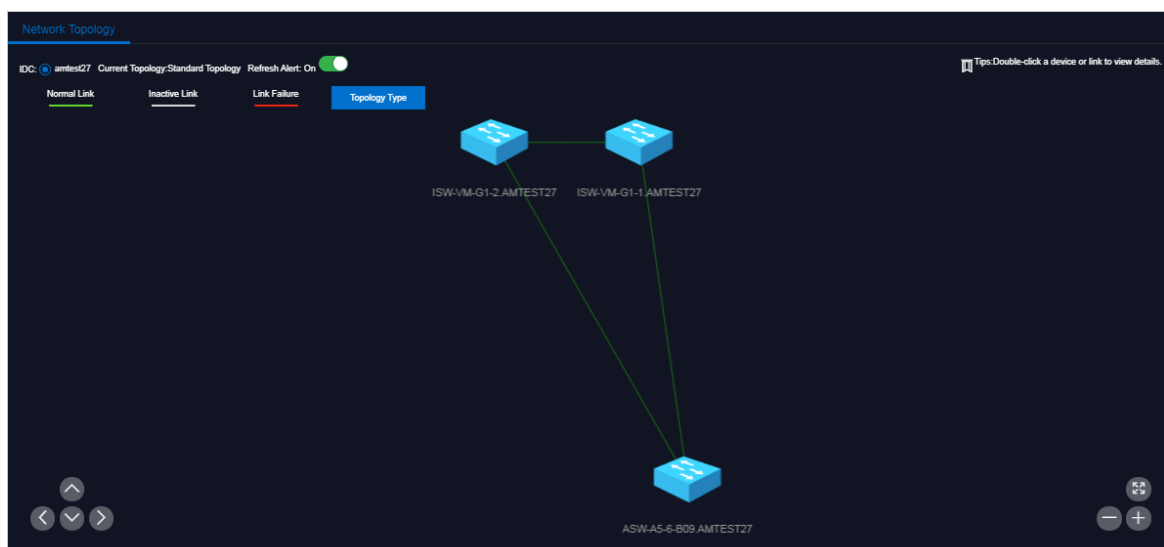 Network Topology
IDC: amtest27 Current Topology:Standard Topology Refresh Alert: On
Tips:Double-click a device or link to view details.
Normal Link Inactive Link Link Failure Topology Type
ISW-VM-G1-2.AMTEST27 ISW-VM-G1-1.AMTEST27
ASW-A5-6-B09.AMTEST27